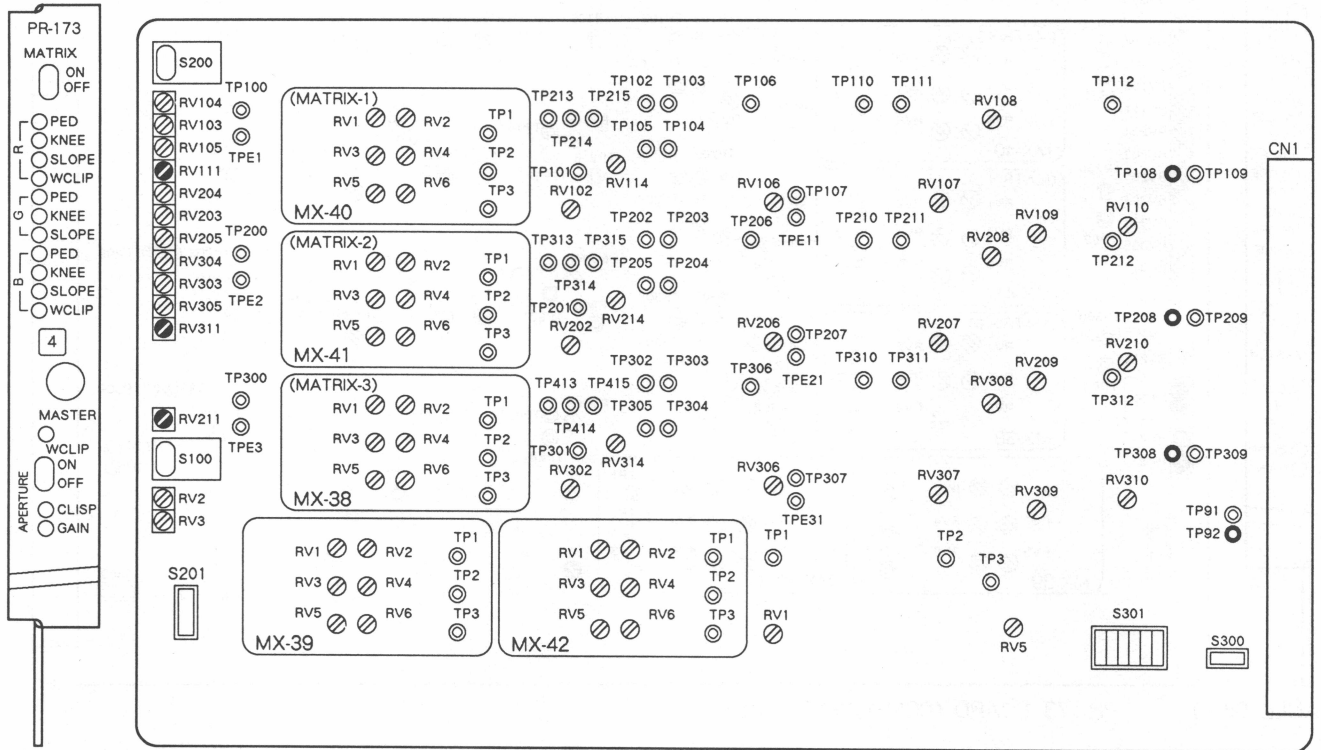 PR-173
MATRIX
ON
OFF
R
PED
KNEE
SLOPE
WCLIP
G
PED
KNEE
SLOPE
B
PED
KNEE
SLOPE
WCLIP
4
MASTER
WCLIP
APERTURE
ON
OFF
CLISP
GAIN
S200
RV104
RV103
RV105
RV111
RV204
RV203
RV205
RV304
RV303
RV305
RV311
RV211
S100
RV2
RV3
S201
TP100
TPE1
TP200
TPE2
TP300
TPE3
(MATRIX-1)
RV1 RV2 TP1
RV3 RV4 TP2
RV5 RV6 TP3
MX-40
(MATRIX-2)
RV1 RV2 TP1
RV3 RV4 TP2
RV5 RV6 TP3
MX-41
(MATRIX-3)
RV1 RV2 TP1
RV3 RV4 TP2
RV5 RV6 TP3
MX-38
RV1 RV2 TP1
RV3 RV4 TP2
RV5 RV6 TP3
MX-39
RV1 RV2 TP1
RV3 RV4 TP2
RV5 RV6 TP3
MX-42
TP102 TP103 TP106 TP110 TP111 TP112
TP213 TP215 RV108
TP105 TP104
TP214
TP101 RV114
CN1
TP108 TP109
RV102 RV106 TP107 RV107
TP202 TP203 TP206 TPE11 TP210 TP211 RV109 RV110
RV208
TP313 TP315 TP212
TP205 TP204
TP314
TP201 RV214
TP208 TP209
RV202 RV206 TP207 RV207
TP302 TP303 TP306 TPE21 TP310 TP311 RV209 RV210
RV308
TP413 TP415 TP312
TP305 TP304
TP414
TP301 RV314
TP308 TP309
RV302 RV306 TP307 RV307 RV309 RV310
TPE31
TP91
TP92
TP1 TP2
TP3
RV1
RV5
S301
S300